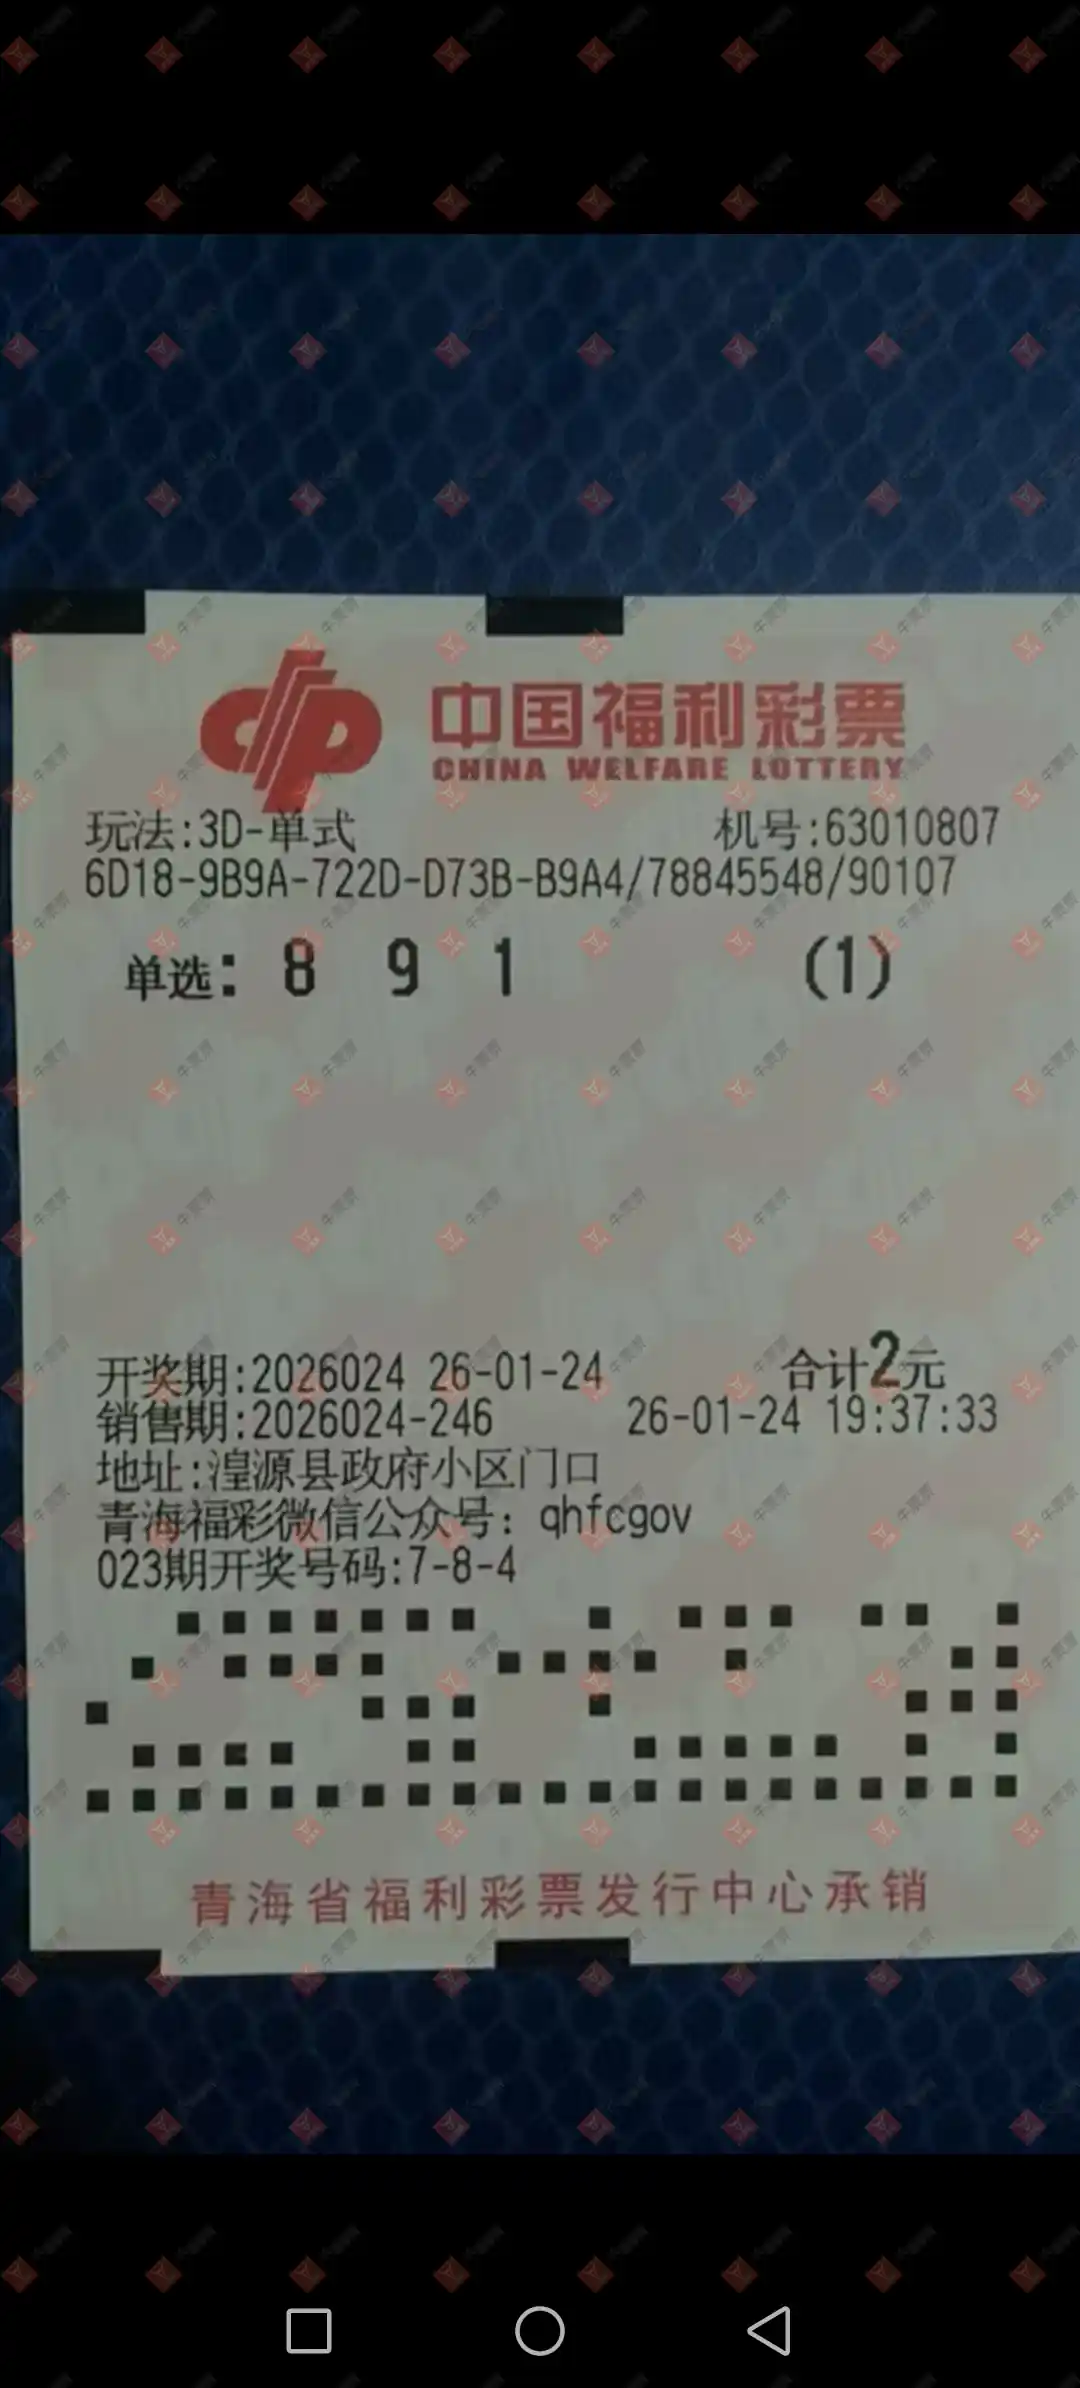 中国福利彩票
CHINA WELFARE LOTTERY
玩法:3D-单式 机号:63010807
6D18-9B9A-722D-D73B-B9A4/78845548/90107
单选: 8 9 1 (1)
开奖期:2026024 26-01-24 合计2元
销售期:2026024-246 26-01-24 19:37:33
地址:湟源县政府小区门口
青海福彩微信公众号: qhfcgov
023期开奖号码:7-8-4
青海省福利彩票发行中心承销